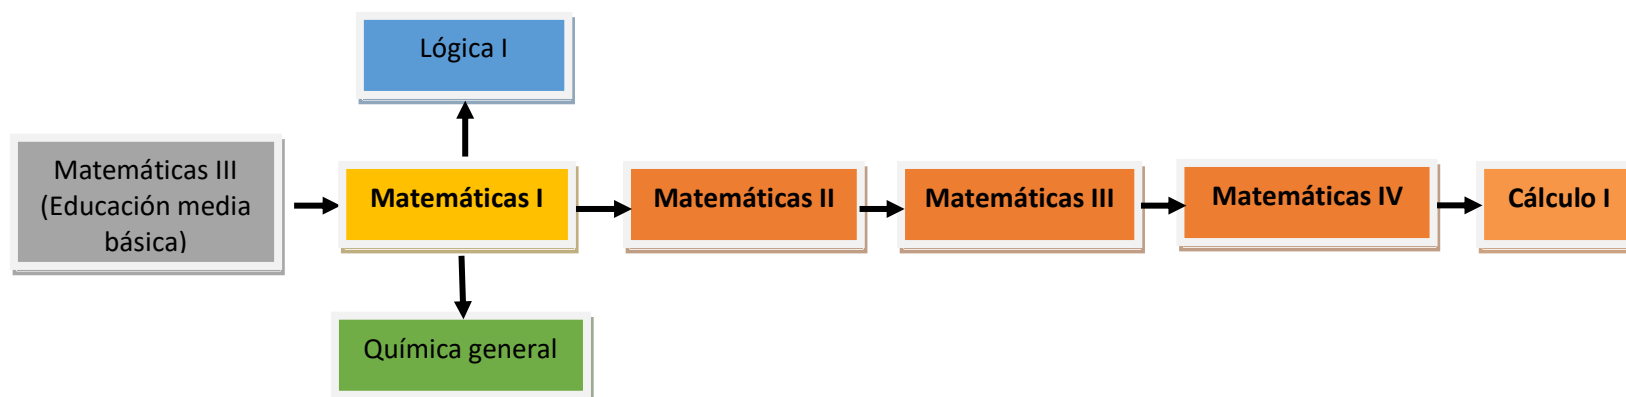 Lógica I
Matemáticas III
(Educación media
básica)
Matemáticas I
Matemáticas II
Matemáticas III
Matemáticas IV
Cálculo I
Química general